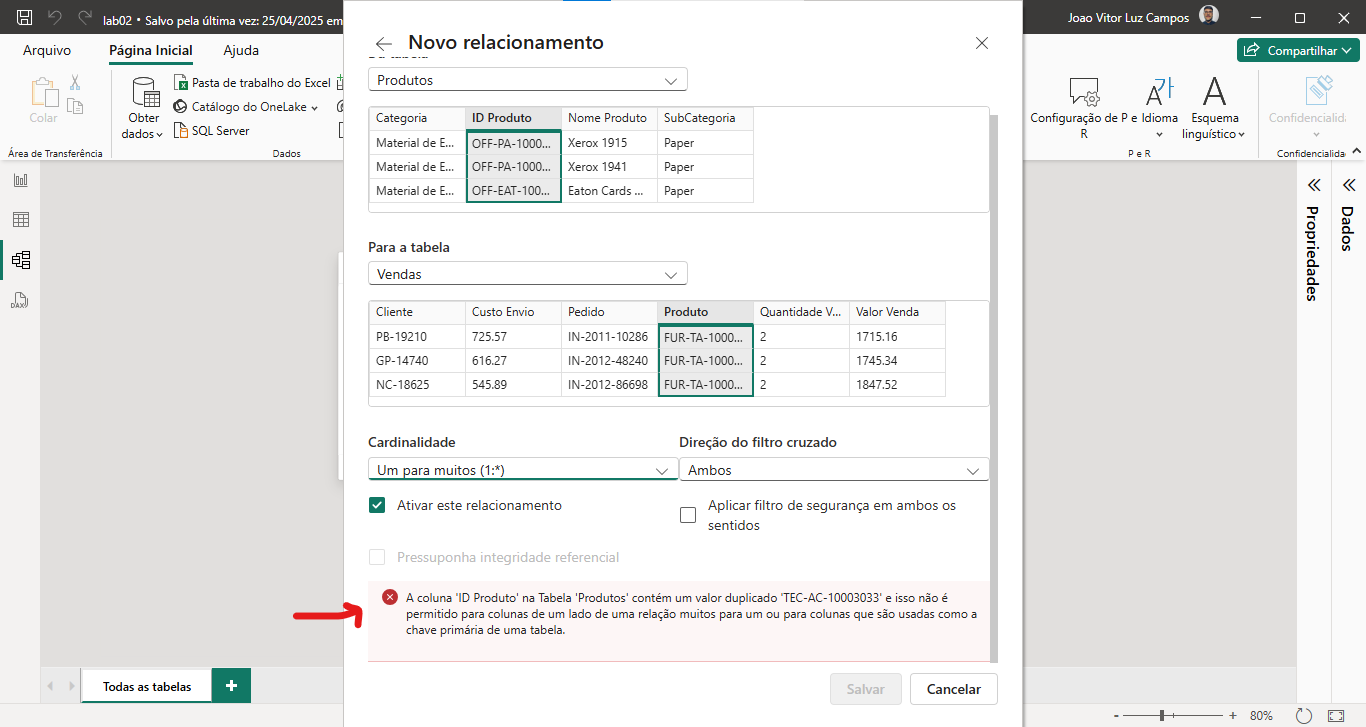 lab02 • Salvo pela última vez: 25/04/2025 em
Joao Vitor Luz Campos
Novo relacionamento
Arquivo
Página Inicial
Ajuda
Compartilhar
Colar
Área de Transferência
Obter
dados
Pasta de trabalho do Excel
Catálogo do OneLake
SQL Server
Dados
Configuração de P e
R
Idioma
Esquema
linguístico
P e R
Confidencialid
Confidencialida
Produtos
Categoria ID Produto Nome Produto SubCategoria
Material de E... OFF-PA-1000... Xerox 1915 Paper
Material de E... OFF-PA-1000... Xerox 1941 Paper
Material de E... OFF-EAT-100... Eaton Cards ... Paper
Para a tabela
Vendas
Cliente Custo Envio Pedido Produto Quantidade V... Valor Venda
PB-19210 725.57 IN-2011-10286 FUR-TA-1000... 2 1715.16
GP-14740 616.27 IN-2012-48240 FUR-TA-1000... 2 1745.34
NC-18625 545.89 IN-2012-86698 FUR-TA-1000... 2 1847.52
Cardinalidade
Um para muitos (1:*)
Direção do filtro cruzado
Ambos
Ativar este relacionamento
Aplicar filtro de segurança em ambos os
sentidos
Pressuponha integridade referencial
A coluna 'ID Produto' na Tabela 'Produtos' contém um valor duplicado 'TEC-AC-10003033' e isso não é
permitido para colunas de um lado de uma relação muitos para um ou para colunas que são usadas como a
chave primária de uma tabela.
Salvar
Cancelar
Propriedades
Dados
DAX
Todas as tabelas
+
- + 80%